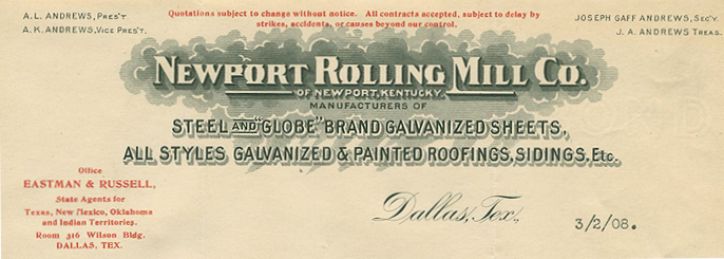 A. L. ANDREWS, PRES'T
A. K. ANDREWS, VICE PRES'T.
Quotations subject to change without notice. All contracts accepted, subject to delay by
strikes, accidents, or causes beyond our control.
JOSEPH GAFF ANDREWS, SEC'Y.
J. A. ANDREWS TREAS.
NEWPORT ROLLING MILL CO.
OF NEWPORT, KENTUCKY.
MANUFACTURERS OF
STEEL AND "GLOBE" BRAND GALVANIZED SHEETS,
ALL STYLES, GALVANIZED & PAINTED ROOFINGS, SIDINGS, ETC.
Office
EASTMAN & RUSSELL,
State Agents for
Texas, New Mexico, Oklahoma
and Indian Territories.
Room 316 Wilson Bldg.
DALLAS, TEX.
Dallas, Tex.,
3/2/08.